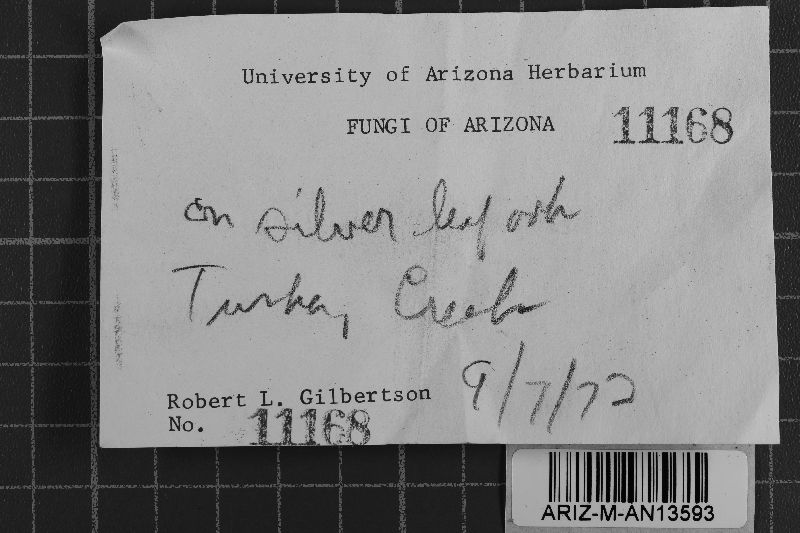 University of Arizona Herbarium
FUNGI OF ARIZONA 11168
on silver leaf oak
Turkey Creek
9/7/72
Robert L. Gilbertson
No. 11168
ARIZ-M-AN13593